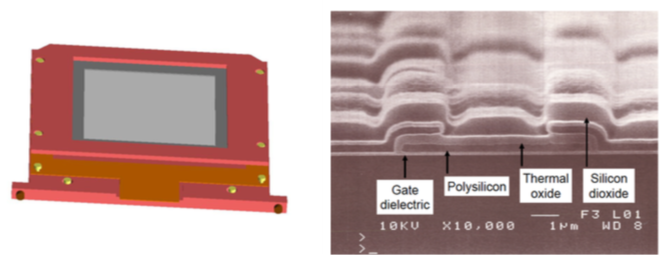 Gate
dielectric
Polysilicon
Thermal
oxide
Silicon
dioxide
F3 L01
10KV X10,000 1µm WD 8
>
>_